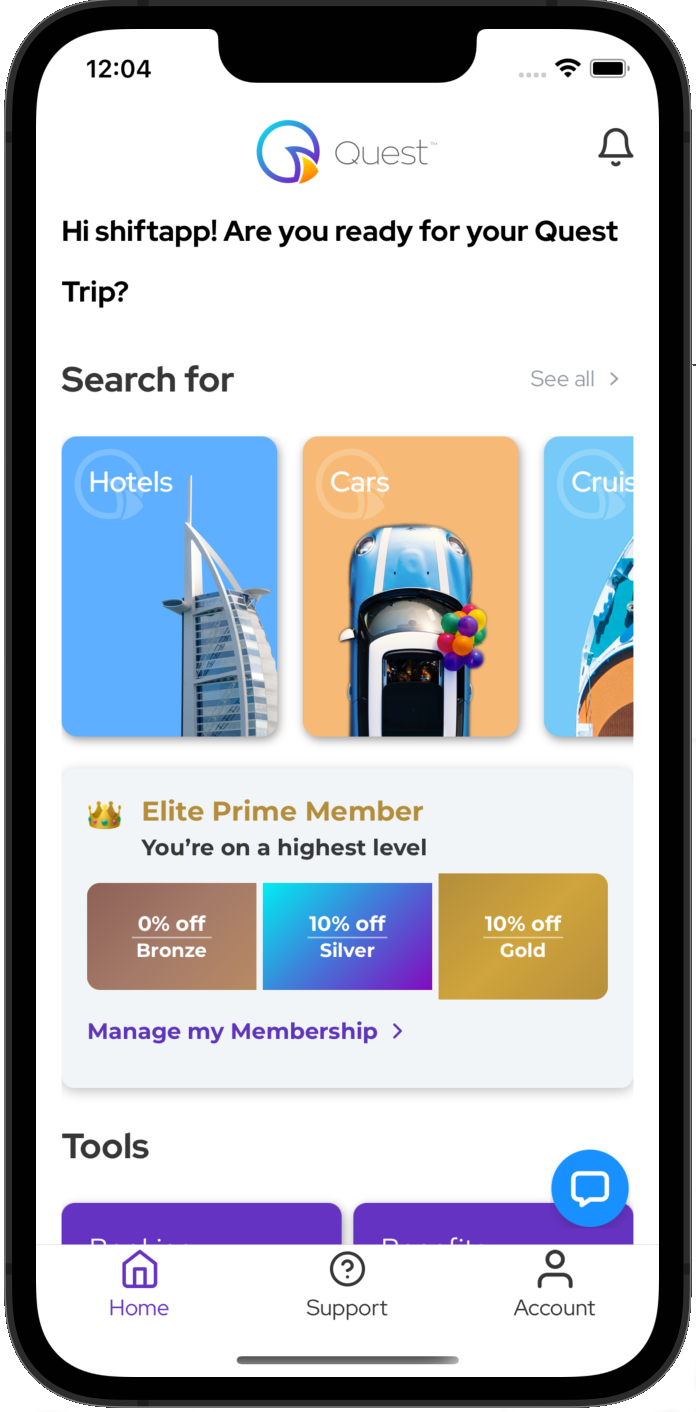 12:04
Quest™
Hi shiftapp! Are you ready for your Quest
Trip?
Search for
See all
Hotels
Cars
Cruis
Elite Prime Member
You're on a highest level
0% off
Bronze
10% off
Silver
10% off
Gold
Manage my Membership
Tools
Home
Support
Account